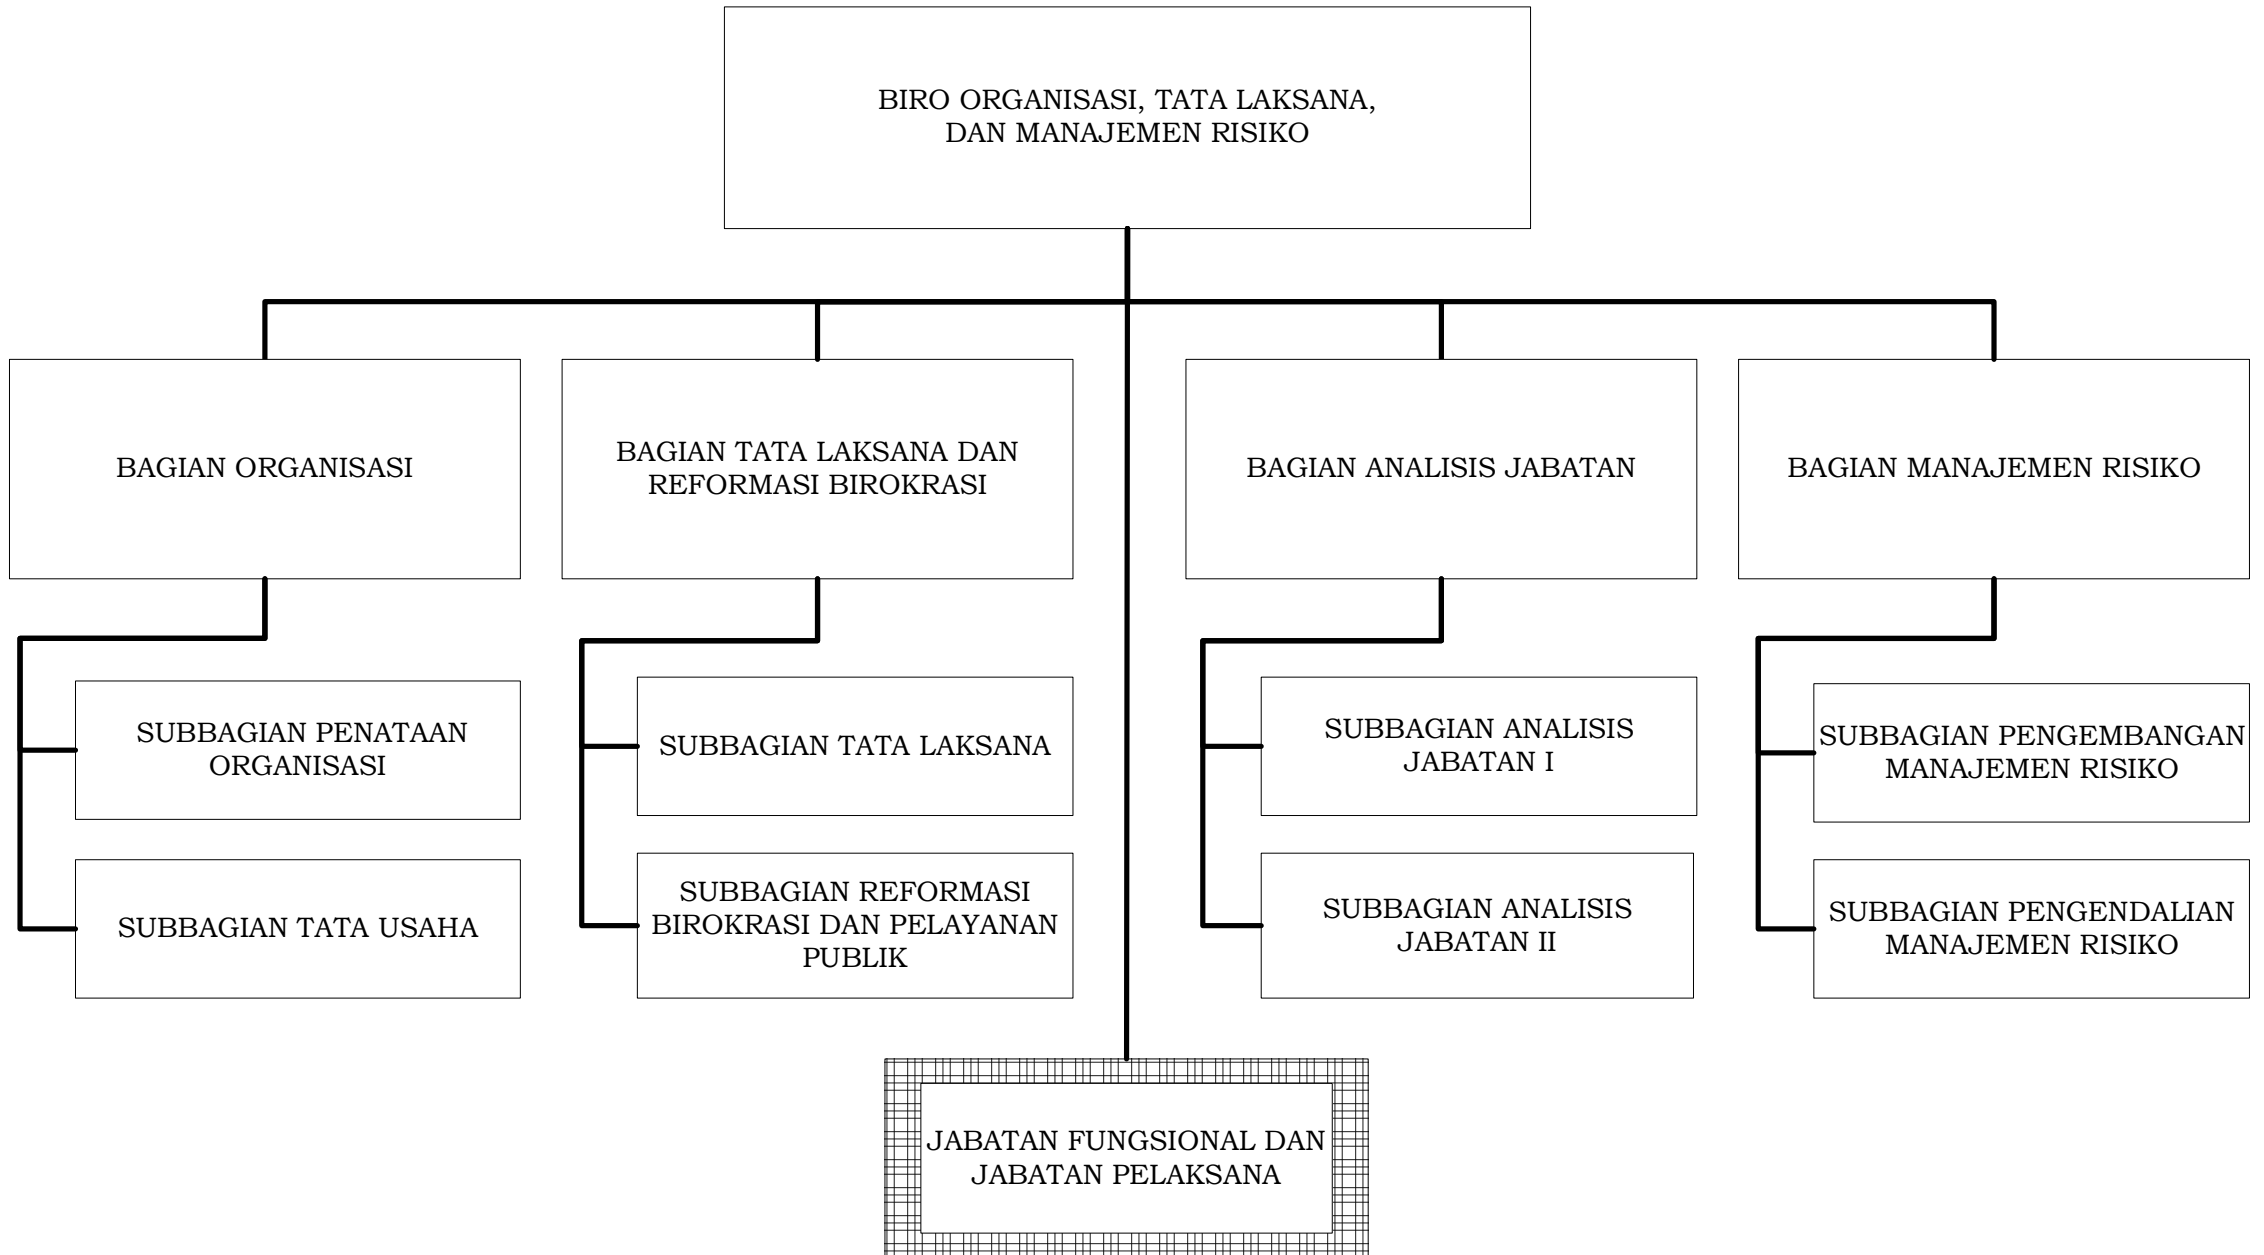 BIRO ORGANISASI, TATA LAKSANA,
DAN MANAJEMEN RISIKO
BAGIAN ORGANISASI
BAGIAN TATA LAKSANA DAN
REFORMASI BIROKRASI
BAGIAN ANALISIS JABATAN
BAGIAN MANAJEMEN RISIKO
SUBBAGIAN PENATAAN
ORGANISASI
SUBBAGIAN TATA LAKSANA
SUBBAGIAN ANALISIS
JABATAN I
SUBBAGIAN PENGEMBANGAN
MANAJEMEN RISIKO
SUBBAGIAN TATA USAHA
SUBBAGIAN REFORMASI
BIROKRASI DAN PELAYANAN
PUBLIK
SUBBAGIAN ANALISIS
JABATAN II
SUBBAGIAN PENGENDALIAN
MANAJEMEN RISIKO
JABATAN FUNGSIONAL DAN
JABATAN PELAKSANA